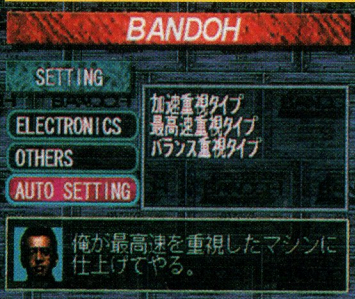 BANDOH
SETTING
ELECTRONICS
OTHERS
AUTO SETTING
加速重視タイプ
最高速重視タイプ
バランス重視タイプ
俺が最高速を重視したマシンに
仕上げてやる。